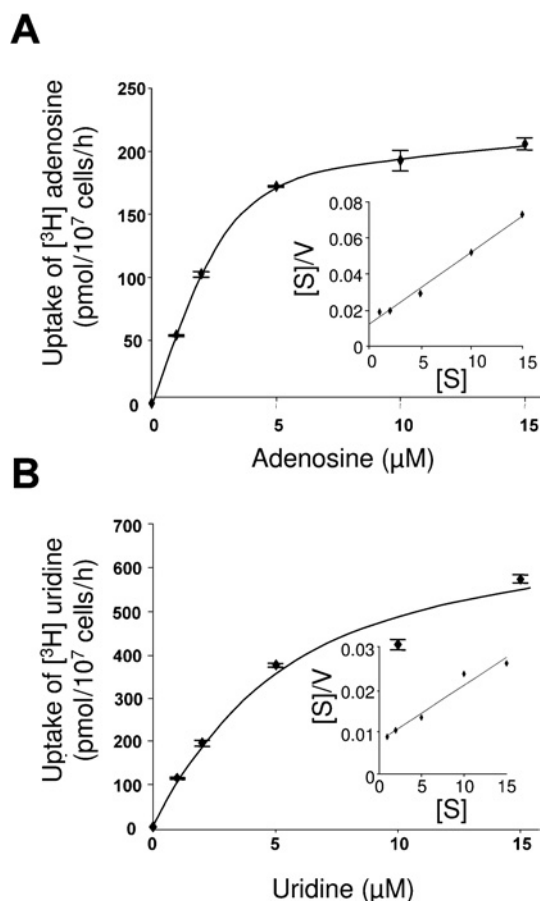 A
Uptake of [³H] adenosine
(pmol/10⁷ cells/h)
250
200
150
100
50
0
0 5 10 15
Adenosine (µM)
[S]/V
0.08
0.06
0.04
0.02
0
0 5 10 15
[S]
B
Uptake of [³H] uridine
(pmol/10⁷ cells/h)
700
600
500
400
300
200
100
0
0 5 10 15
Uridine (µM)
[S]/V
0.03
0.02
0.01
0
0 5 10 15
[S]